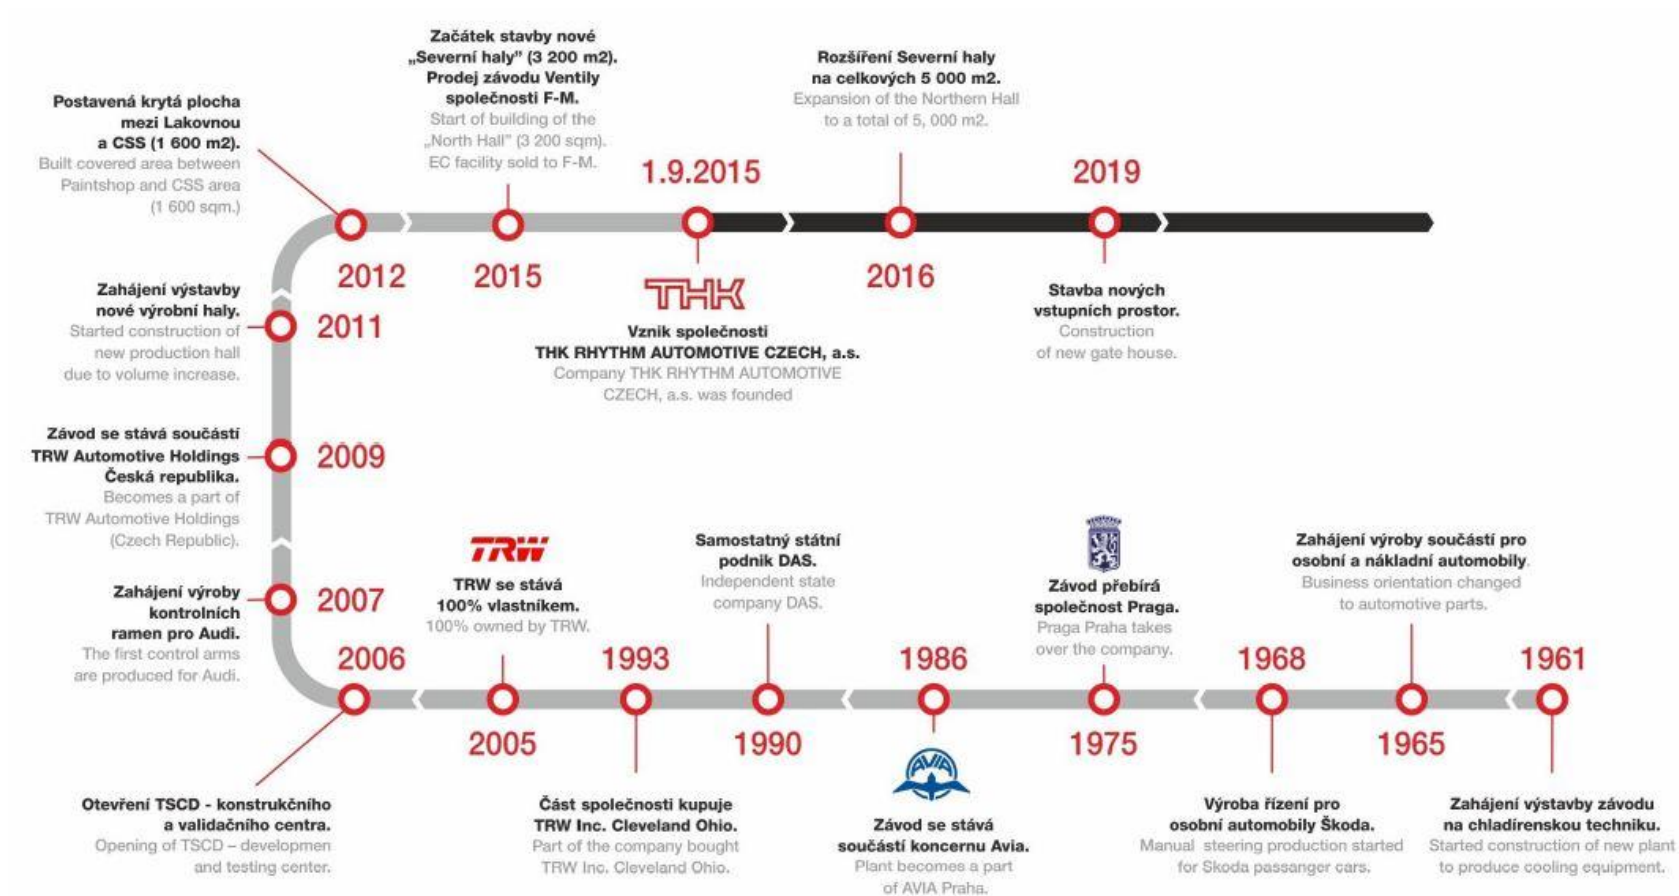 Začátek stavby nové
„Severní haly” (3 200 m2).
Prodej závodu Ventily
společnosti F-M.
Start of building of the
„North Hall” (3 200 sqm).
EC facility sold to F-M.
Rozšíření Severní haly
na celkových 5 000 m2.
Expansion of the Northern Hall
to a total of 5, 000 m2.
Postavená krytá plocha
mezi Lakovnou
a CSS (1 600 m2).
Built covered area between
Paintshop and CSS area
(1 600 sqm.)
1.9.2015
2019
2012
2015
2016
THK
Vznik společnosti
THK RHYTHM AUTOMOTIVE CZECH, a.s.
Company THK RHYTHM AUTOMOTIVE
CZECH, a.s. was founded
Stavba nových
vstupních prostor.
Construction
of new gate house.
Zahájení výstavby
nové výrobní haly.
Started construction of
new production hall
due to volume increase.
2011
Závod se stává součástí
TRW Automotive Holdings
Česká republika.
Becomes a part of
TRW Automotive Holdings
(Czech Republic).
2009
Zahájení výroby
kontrolních
ramen pro Audi.
The first control arms
are produced for Audi.
2007
TRW
TRW se stává
100% vlastníkem.
100% owned by TRW.
Samostatný státní
podnik DAS.
Independent state
company DAS.
Závod přebírá
společnost Praga.
Praga Praha takes
over the company.
Zahájení výroby součástí pro
osobní a nákladní automobily.
Business orientation changed
to automotive parts.
2006
1993
1986
1968
1961
2005
1990
1975
1965
Otevření TSCD - konstrukčního
a validačního centra.
Opening of TSCD – developmen
and testing center.
Část společnosti kupuje
TRW Inc. Cleveland Ohio.
Part of the company bought
TRW Inc. Cleveland Ohio.
AVIA
Závod se stává
součástí koncernu Avia.
Plant becomes a part
of AVIA Praha.
Výroba řízení pro
osobní automobily Škoda.
Manual steering production started
for Skoda passanger cars.
Zahájení výstavby závodu
na chladírenskou techniku.
Started construction of new plant
to produce cooling equipment.